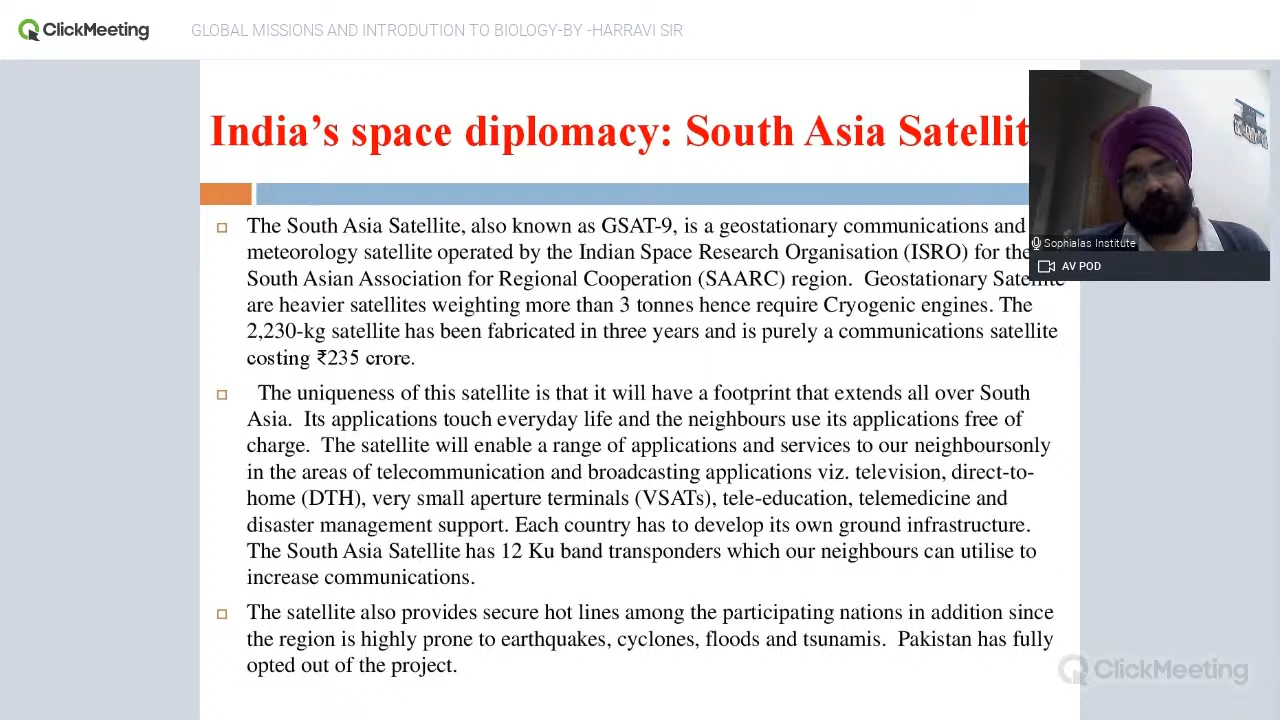 ClickMeeting
GLOBAL MISSIONS AND INTRODUTION TO BIOLOGY-BY -HARRAVI SIR
India’s space diplomacy: South Asia Satellit
The South Asia Satellite, also known as GSAT-9, is a geostationary communications and
meteorology satellite operated by the Indian Space Research Organisation (ISRO) for the
South Asian Association for Regional Cooperation (SAARC) region.  Geostationary Satellite
are heavier satellites weighting more than 3 tonnes hence require Cryogenic engines. The
2,230-kg satellite has been fabricated in three years and is purely a communications satellite
costing ₹235 crore.
The uniqueness of this satellite is that it will have a footprint that extends all over South
Asia.  Its applications touch everyday life and the neighbours use its applications free of
charge.  The satellite will enable a range of applications and services to our neighboursonly
in the areas of telecommunication and broadcasting applications viz. television, direct-to-
home (DTH), very small aperture terminals (VSATs), tele-education, telemedicine and
disaster management support. Each country has to develop its own ground infrastructure.
The South Asia Satellite has 12 Ku band transponders which our neighbours can utilise to
increase communications.
The satellite also provides secure hot lines among the participating nations in addition since
the region is highly prone to earthquakes, cyclones, floods and tsunamis.  Pakistan has fully
opted out of the project.
Sophialas Institute
AV POD
ClickMeeting